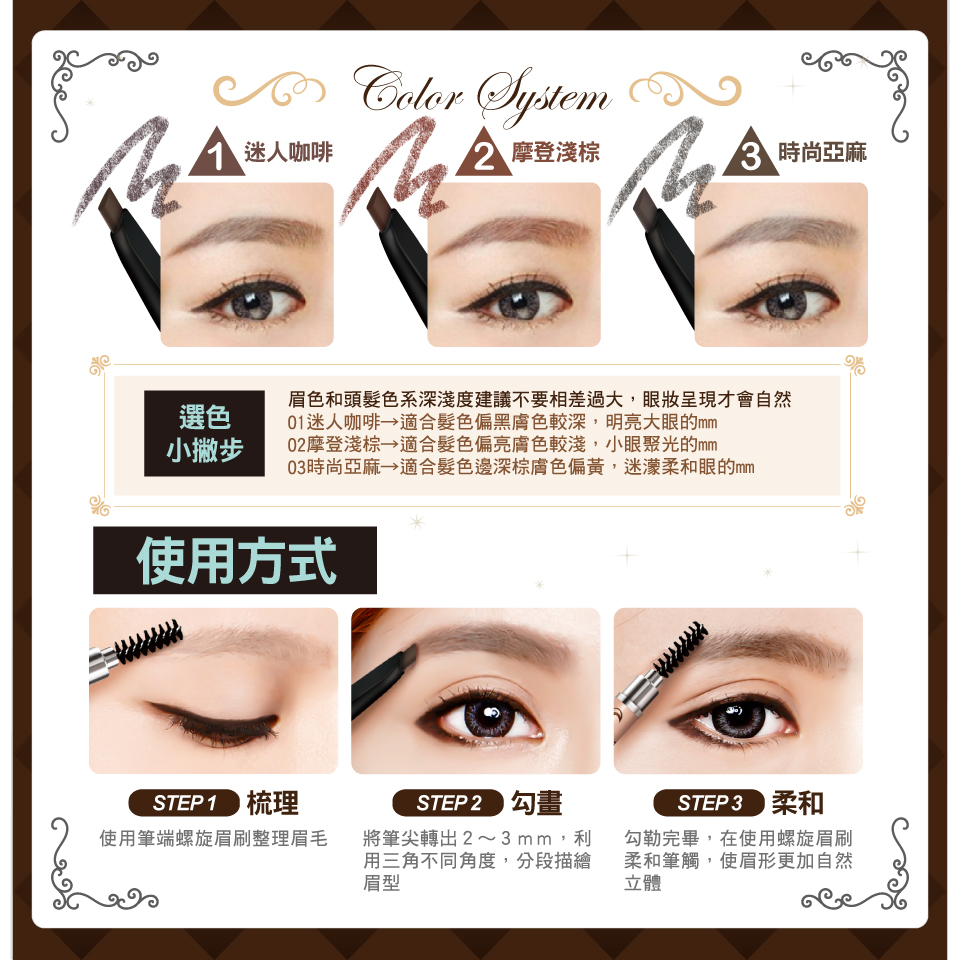 Color System
1 迷人咖啡
2 摩登淺棕
3 時尚亞麻
選色
小撇步
眉色和頭髮色系深淺度建議不要相差過大，眼妝呈現才會自然
01迷人咖啡→適合髮色偏黑膚色較深，明亮大眼的mm
02摩登淺棕→適合髮色偏亮膚色較淺，小眼聚光的mm
03時尚亞麻→適合髮色邊深棕膚色偏黃，迷濛柔和眼的mm
使用方式
STEP 1 梳理
使用筆端螺旋眉刷整理眉毛
STEP 2 勾畫
將筆尖轉出2～3mm，利
用三角不同角度，分段描繪
眉型
STEP 3 柔和
勾勒完畢，在使用螺旋眉刷
柔和筆觸，使眉形更加自然
立體